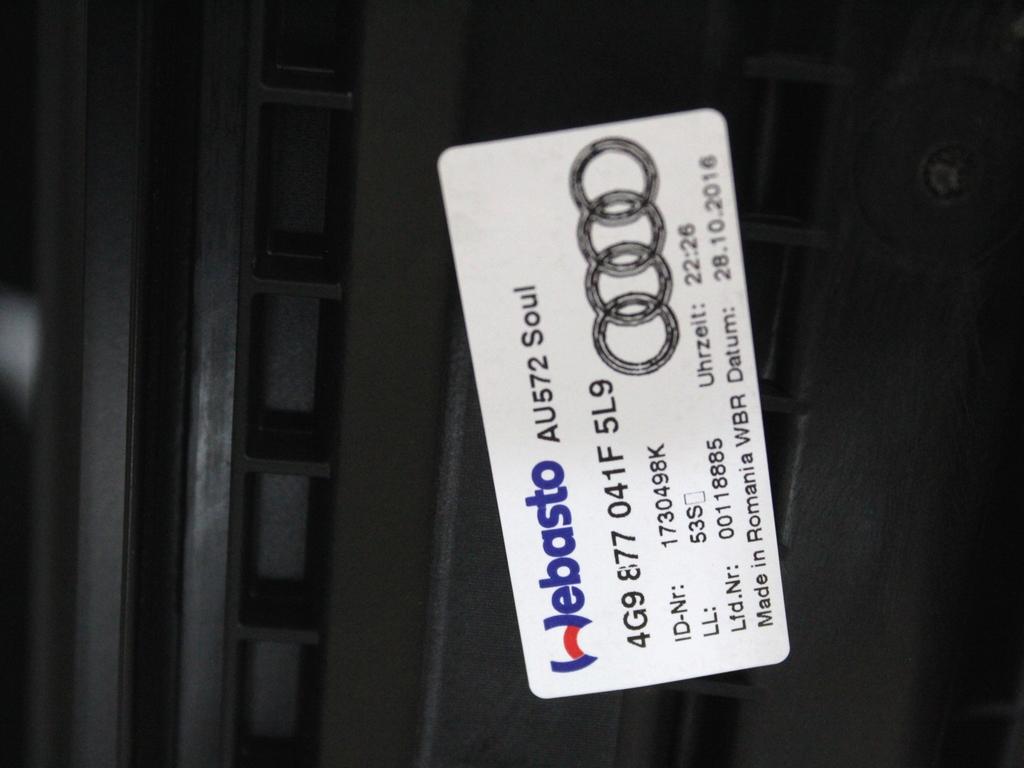 Webasto AU572 Soul
4G9 877 041F 5L9
ID-Nr: 1730498K
LL: 53S□ Uhrzeit: 22:26
Lfd.Nr: 00118885
Made in Romania WBR Datum: 28.10.2016